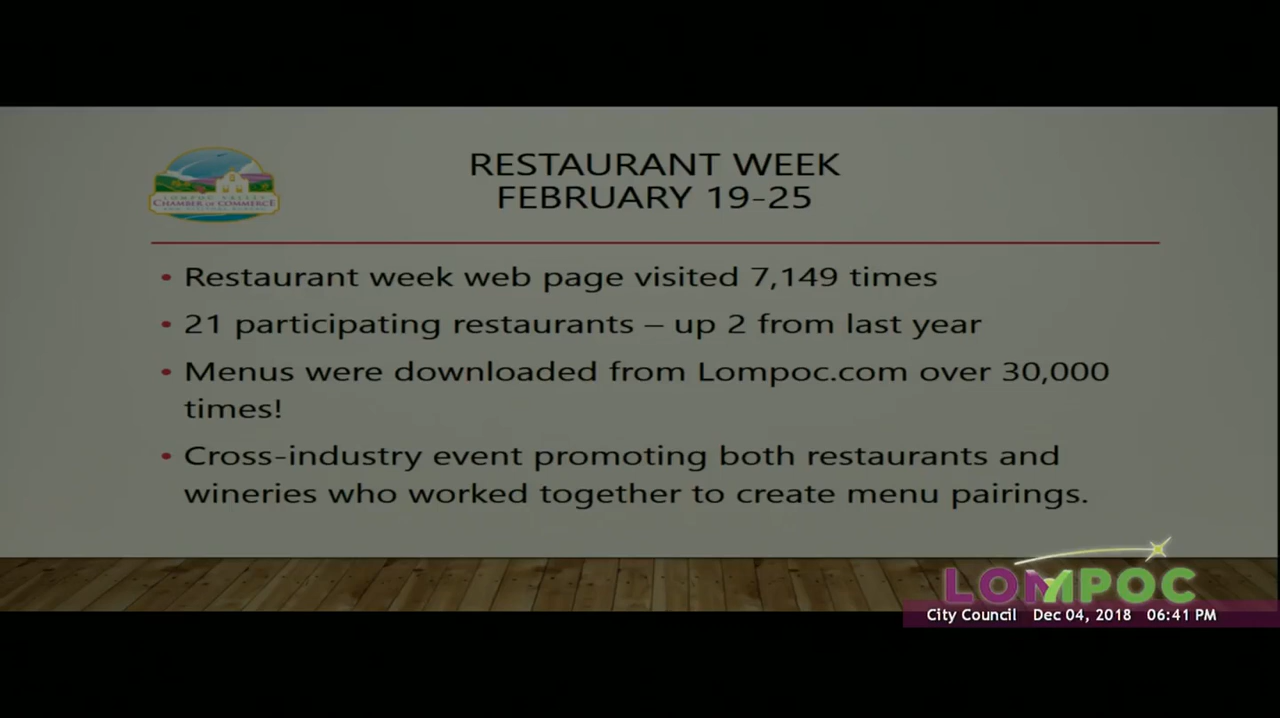 RESTAURANT WEEK
FEBRUARY 19-25
LOMPOC VALLEY
CHAMBER OF COMMERCE
• Restaurant week web page visited 7,149 times
• 21 participating restaurants – up 2 from last year
• Menus were downloaded from Lompoc.com over 30,000
times!
• Cross-industry event promoting both restaurants and
wineries who worked together to create menu pairings.
LOMPOC
City Council Dec 04, 2018 06:41 PM